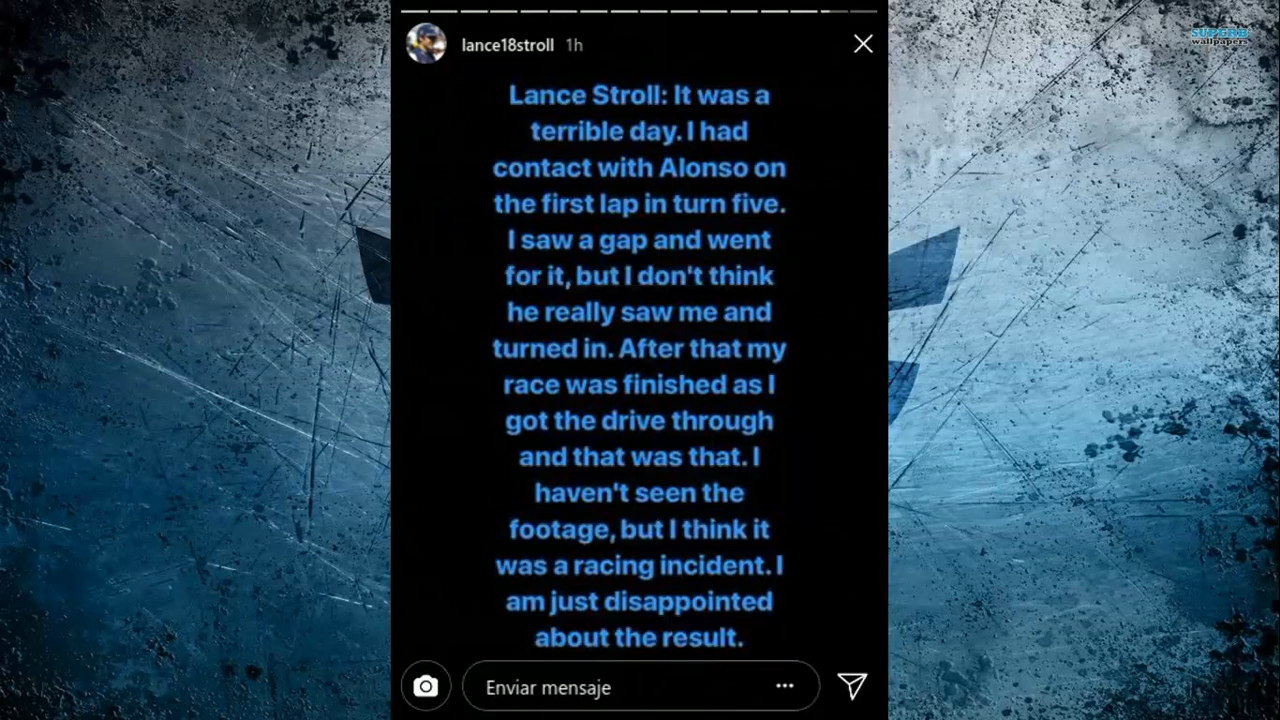 lance18stroll 1h
SUPERB
wallpapers
Lance Stroll: It was a
terrible day. I had
contact with Alonso on
the first lap in turn five.
I saw a gap and went
for it, but I don't think
he really saw me and
turned in. After that my
race was finished as I
got the drive through
and that was that. I
haven't seen the
footage, but I think it
was a racing incident. I
am just disappointed
about the result.
Enviar mensaje